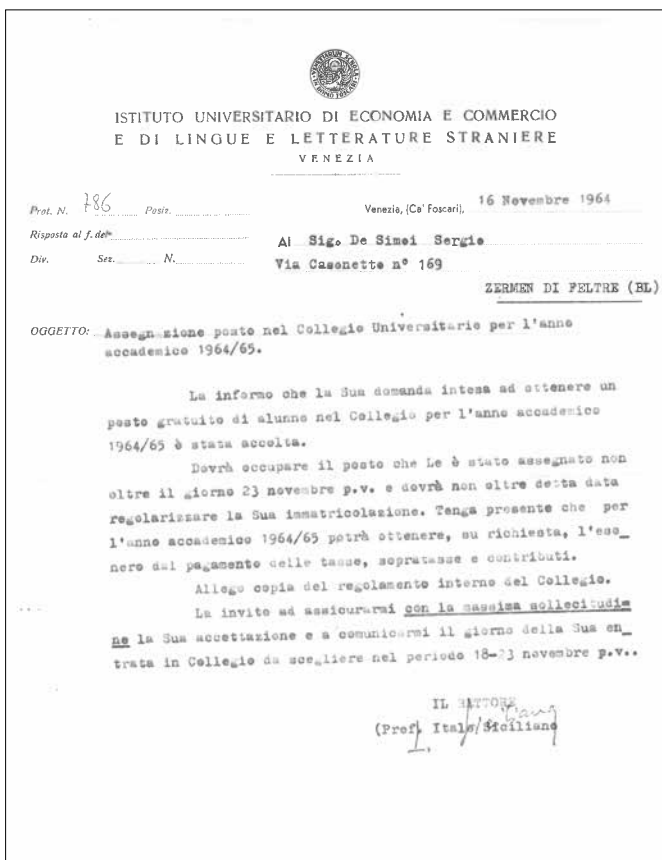 ISTITUTO UNIVERSITARIO DI ECONOMIA E COMMERCIO
E DI LINGUE E LETTERATURE STRANIERE
VENEZIA
Prot. N. 786 Posiz.
Venezia, (Ca' Foscari), 16 Novembre 1964
Risposta al f. del
Div. Sez. N.
Al Sig. De Simoi Sergio
Via Casonetto n° 169
ZERMEN DI FELTRE (BL)
OGGETTO: Assegnazione posto nel Collegio Universitario per l'anno
accademico 1964/65.
La informo che la Sua domanda intesa ad ottenere un
posto gratuito di alunno nel Collegio per l'anno accademico
1964/65 è stata accolta.
Dovrà occupare il posto che Le è stato assegnato non
oltre il giorno 23 novembre p.v. e dovrà non oltre detta data
regolarizzare la Sua immatricolazione. Tenga presente che per
l'anno accademico 1964/65 potrà ottenere, su richiesta, l'eso_
nero dal pagamento delle tasse, sopratasse e contributi.
Allego copia del regolamento interno del Collegio.
La invito ad assicurarmi con la massima sollecitudi=
ne la Sua accettazione e a comunicarmi il giorno della Sua en_
trata in Collegio da scegliere nel periodo 18-23 novembre p.v..
IL RETTORE
(Prof. Italo Siciliano